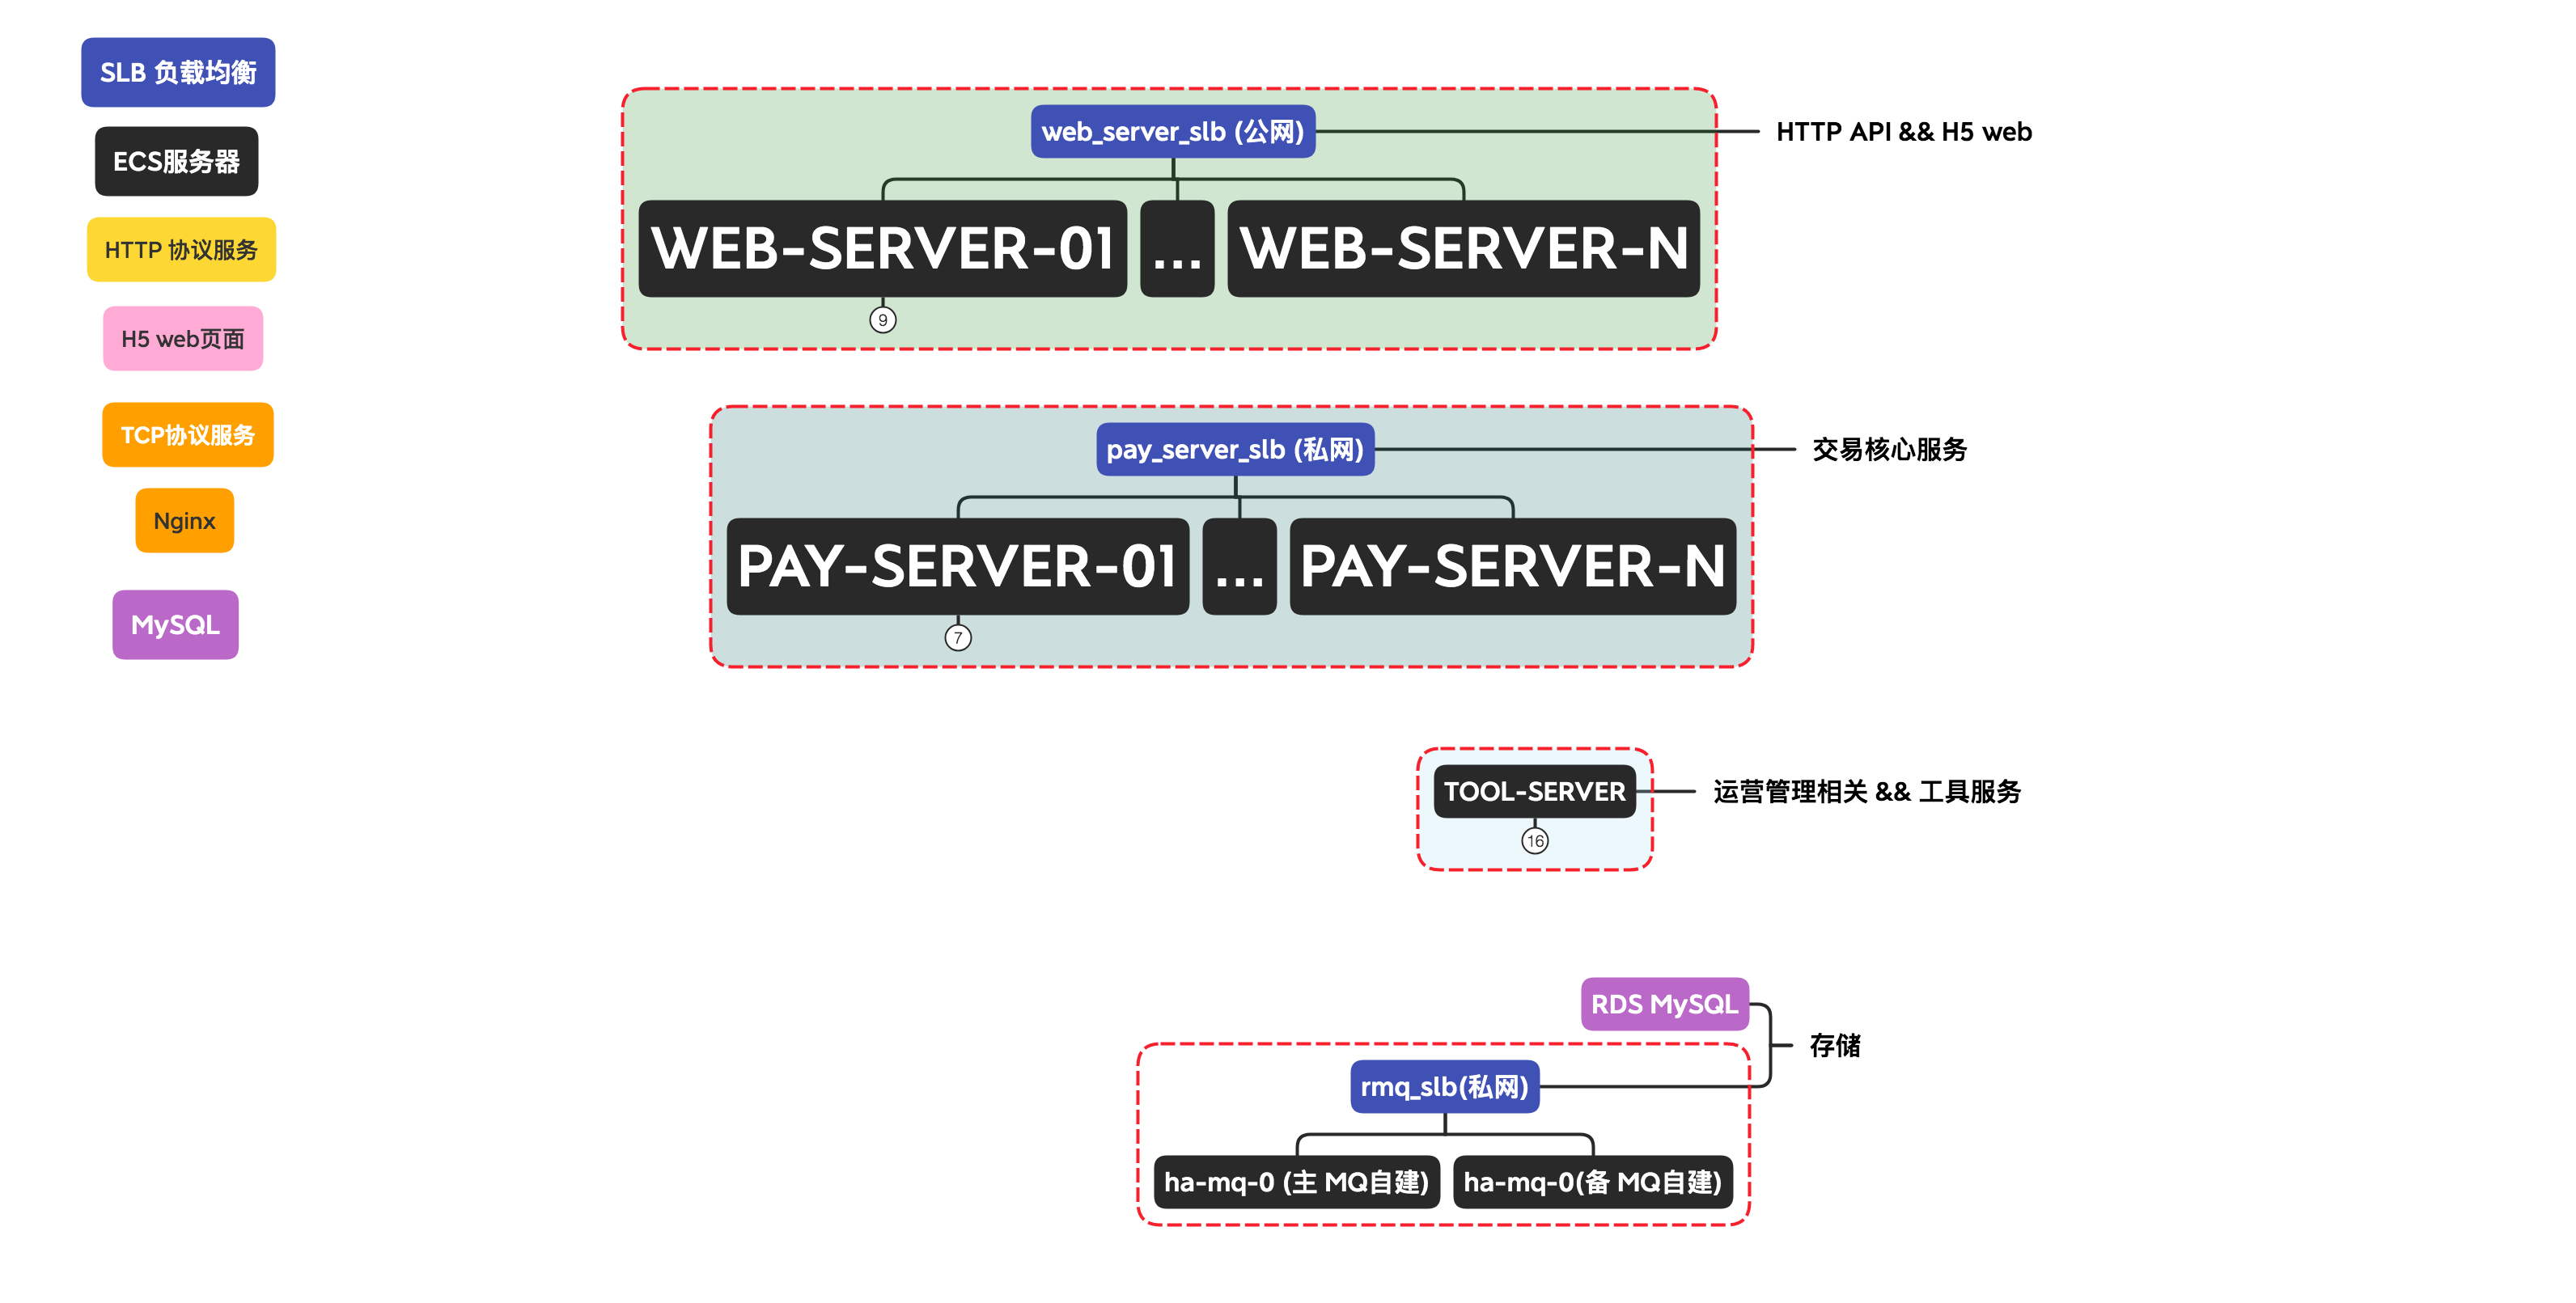 SLB 负载均衡
ECS服务器
HTTP 协议服务
H5 web页面
TCP协议服务
Nginx
MySQL
web_server_slb (公网)
HTTP API && H5 web
WEB-SERVER-01
...
WEB-SERVER-N
9
pay_server_slb (私网)
交易核心服务
PAY-SERVER-01
...
PAY-SERVER-N
7
TOOL-SERVER
运营管理相关 && 工具服务
16
RDS MySQL
存储
rmq_slb(私网)
ha-mq-0 (主 MQ自建)
ha-mq-0(备 MQ自建)